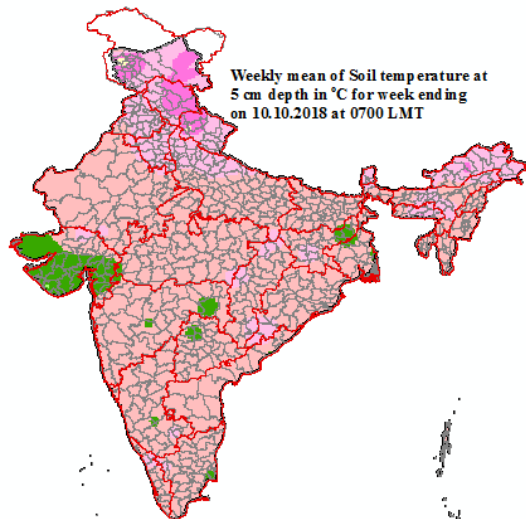 Weekly mean of Soil temperature at
5 cm depth in °C for week ending
on 10.10.2018 at 0700 LMT